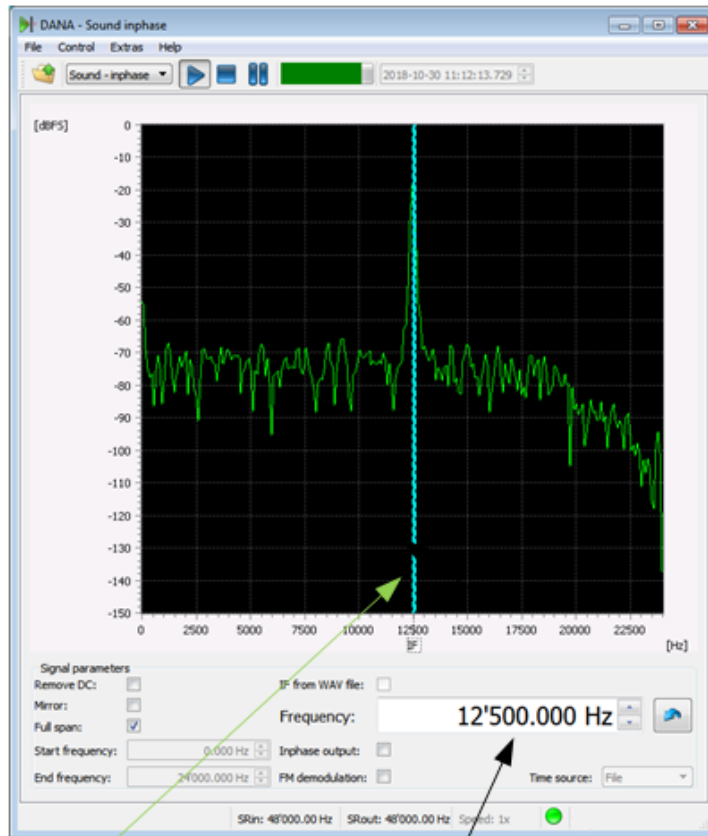 DANA - Sound inphase
File Control Extras Help
Sound - inphase 2018-10-30 11:12:13.729
[dBFS]
0
-10
-20
-30
-40
-50
-60
-70
-80
-90
-100
-110
-120
-130
-140
-150
0 2500 5000 7500 10000 12500 15000 17500 20000 22500
IF [Hz]
Signal parameters
Remove DC: IF from WAV file:
Mirror:
Frequency: 12'500.000 Hz
Full span:
Start frequency: 0.000 Hz Inphase output:
End frequency: 24'000.000 Hz FM demodulation: Time source: File
SRin: 48'000.00 Hz SRout: 48'000.00 Hz Speed: 1x